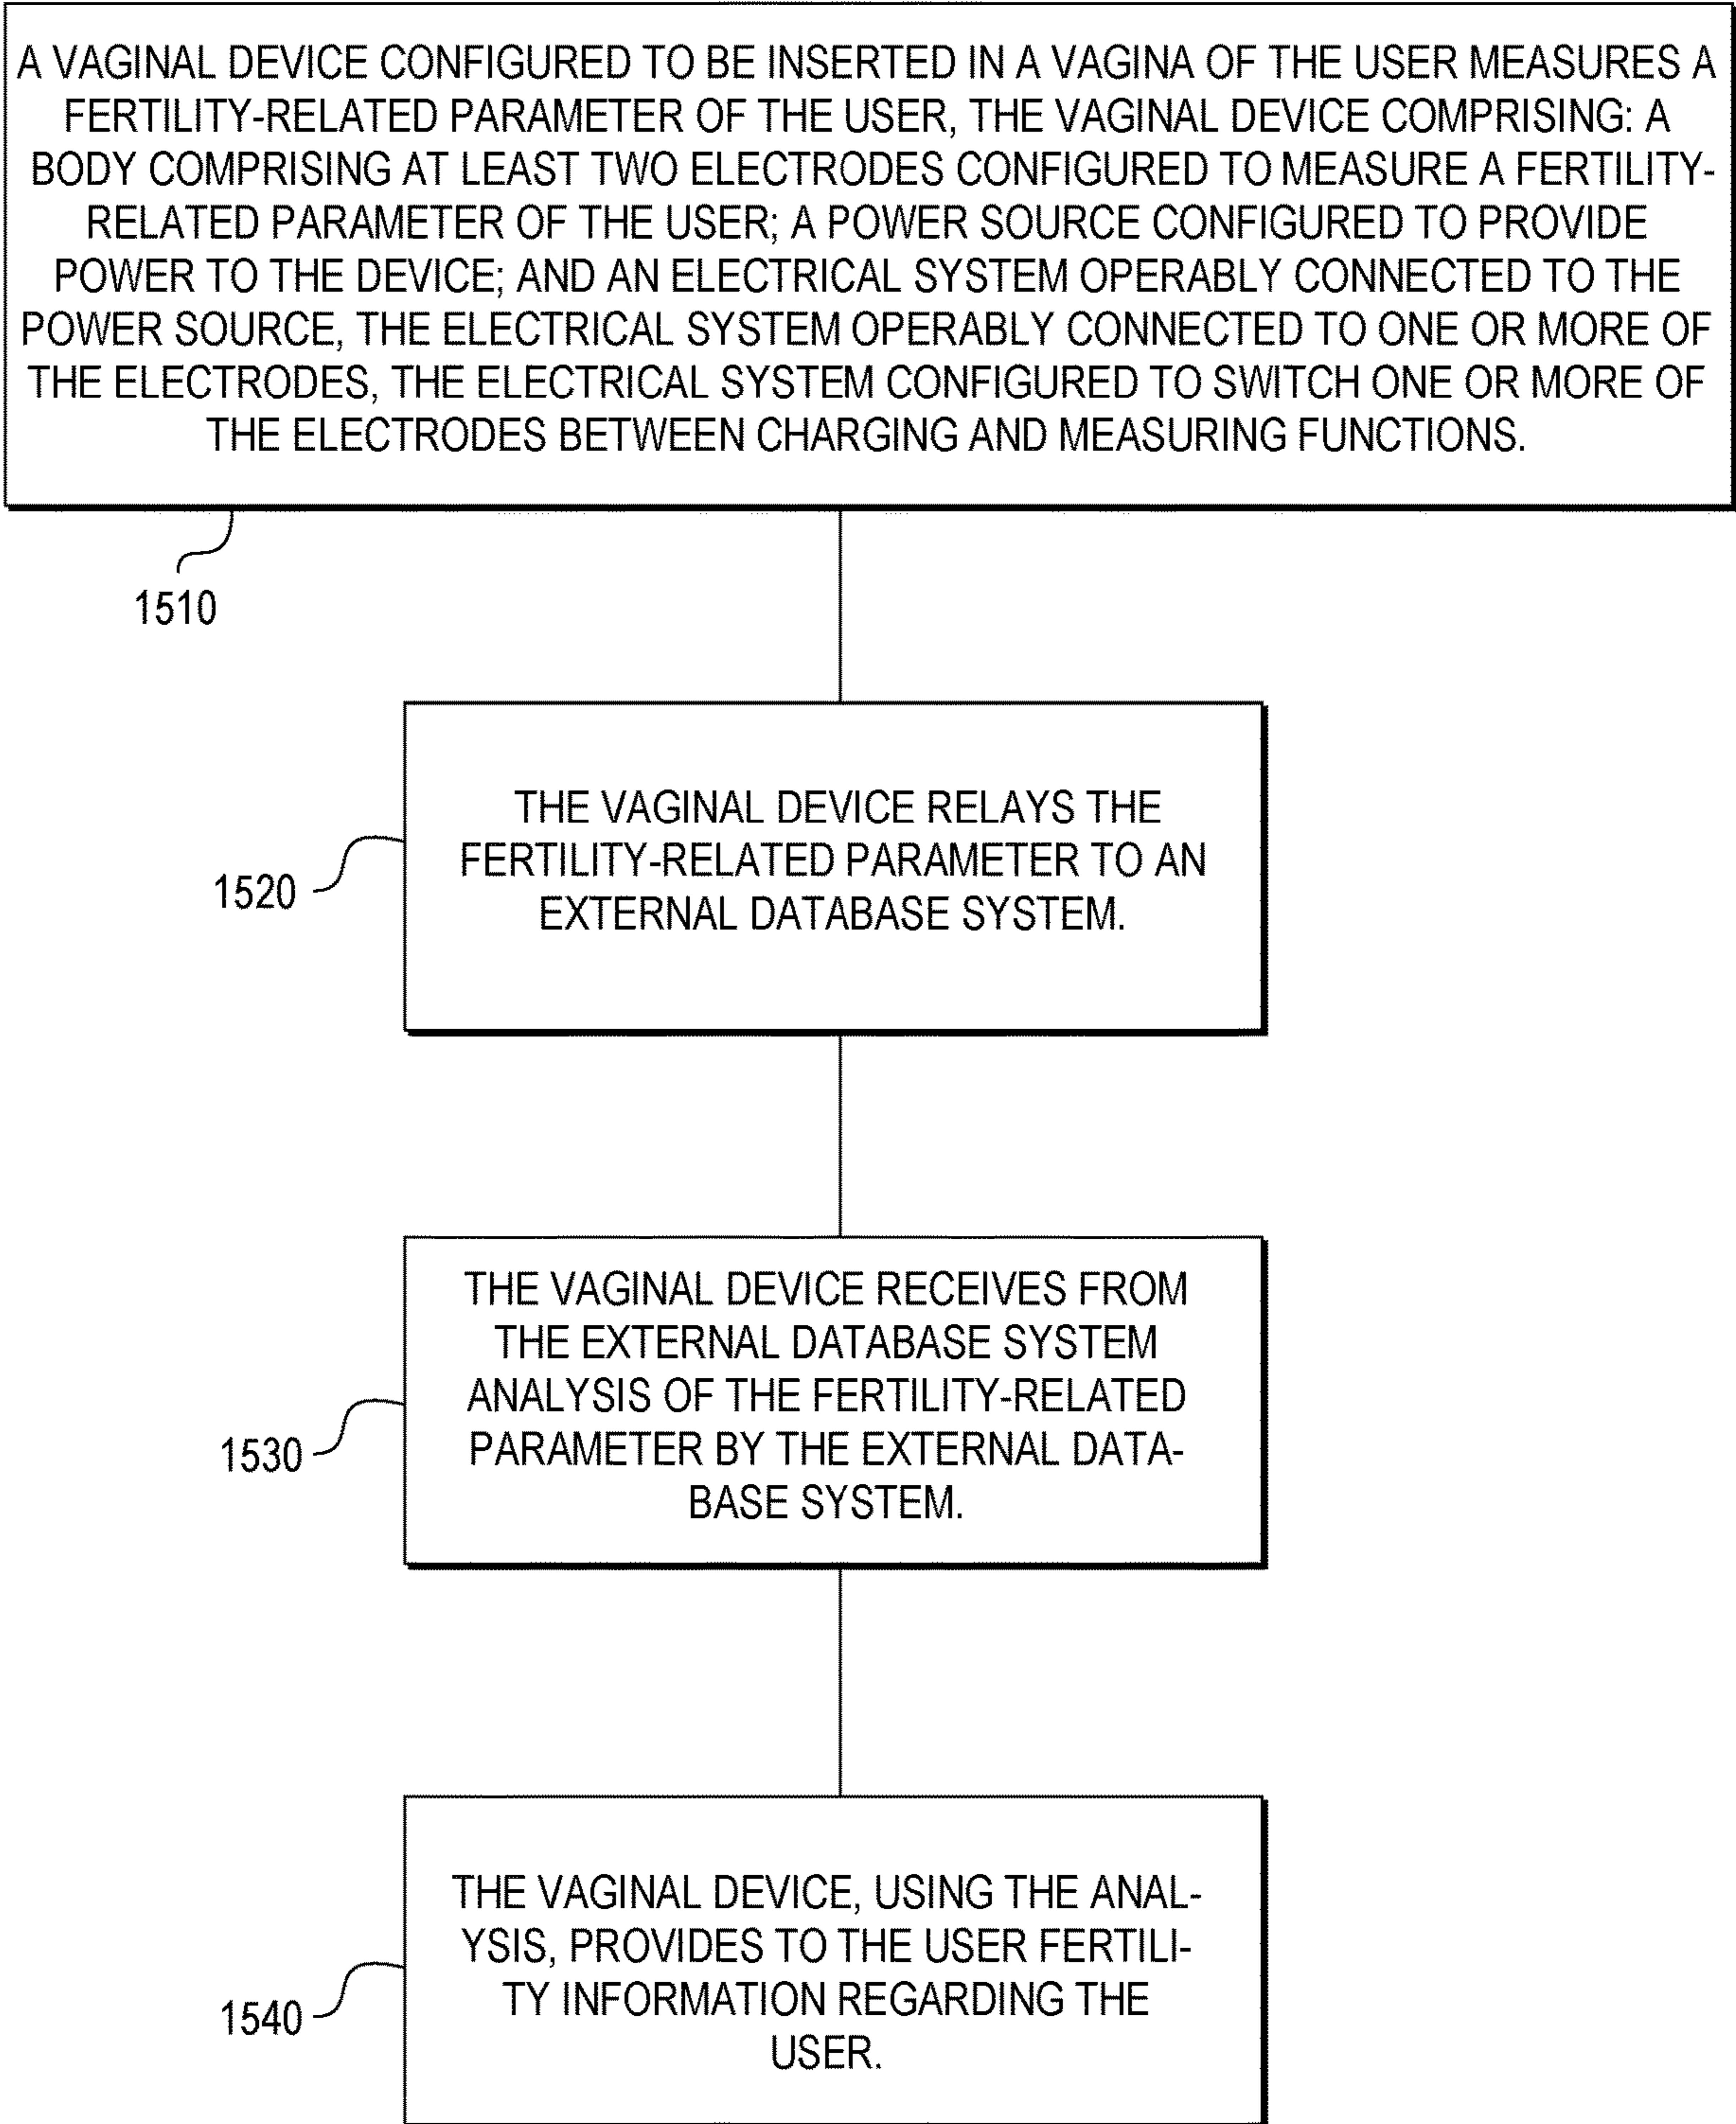 A VAGINAL DEVICE CONFIGURED TO BE INSERTED IN A VAGINA OF THE USER MEASURES A
FERTILITY-RELATED PARAMETER OF THE USER, THE VAGINAL DEVICE COMPRISING: A
BODY COMPRISING AT LEAST TWO ELECTRODES CONFIGURED TO MEASURE A FERTILITY-
RELATED PARAMETER OF THE USER; A POWER SOURCE CONFIGURED TO PROVIDE
POWER TO THE DEVICE; AND AN ELECTRICAL SYSTEM OPERABLY CONNECTED TO THE
POWER SOURCE, THE ELECTRICAL SYSTEM OPERABLY CONNECTED TO ONE OR MORE OF
THE ELECTRODES, THE ELECTRICAL SYSTEM CONFIGURED TO SWITCH ONE OR MORE OF
THE ELECTRODES BETWEEN CHARGING AND MEASURING FUNCTIONS.
1510
THE VAGINAL DEVICE RELAYS THE
FERTILITY-RELATED PARAMETER TO AN
EXTERNAL DATABASE SYSTEM.
1520
THE VAGINAL DEVICE RECEIVES FROM
THE EXTERNAL DATABASE SYSTEM
ANALYSIS OF THE FERTILITY-RELATED
PARAMETER BY THE EXTERNAL DATA-
BASE SYSTEM.
1530
THE VAGINAL DEVICE, USING THE ANAL-
YSIS, PROVIDES TO THE USER FERTILI-
TY INFORMATION REGARDING THE
USER.
1540